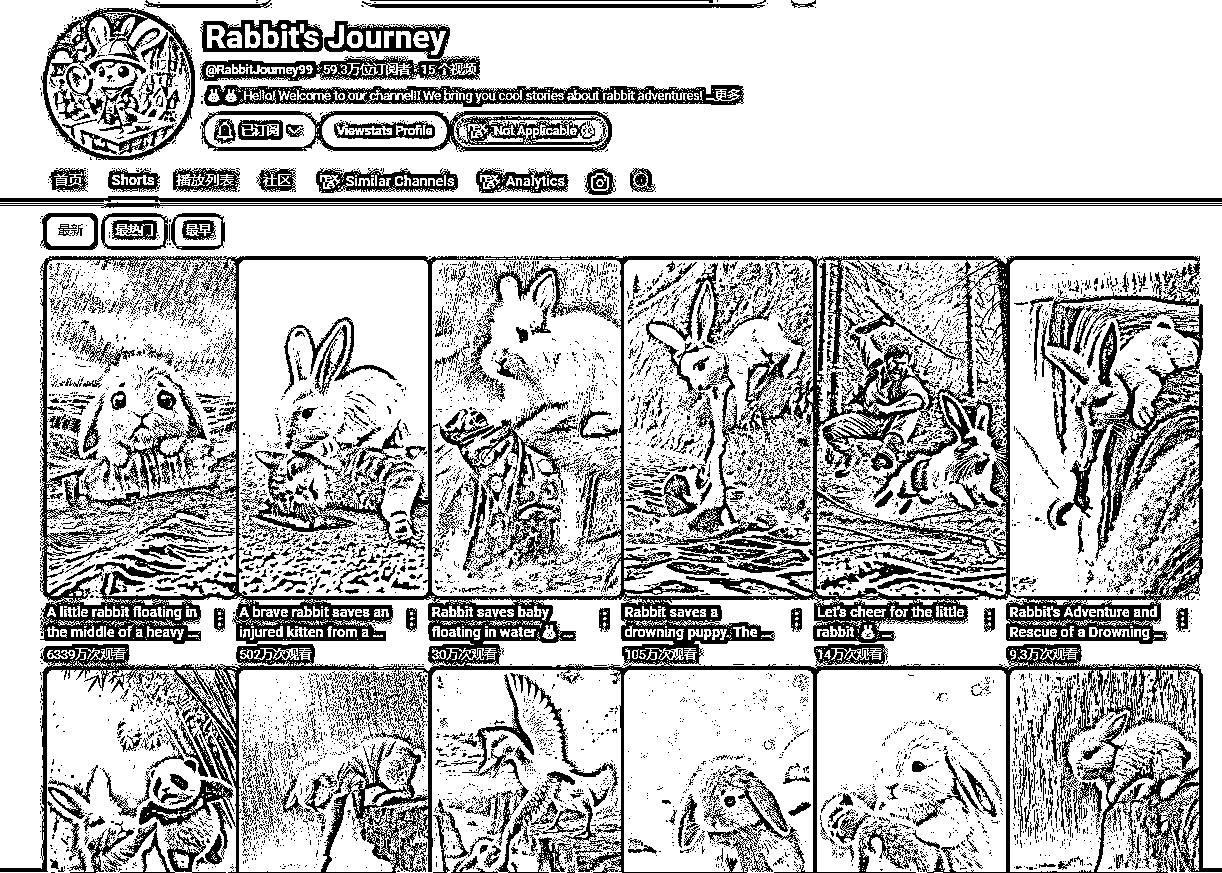 Rabbit's Journey
@RabbitJourney99 · 59.3万位订阅者 · 15 个视频
Hello! Welcome to our channel! We bring you cool stories about rabbit adventures! ...更多
已订阅 Viewstats Profile Not Applicable
首页 Shorts 播放列表 社区 Similar Channels Analytics
最新 最热门 最早
A little rabbit floating in the middle of a heavy ...
6339万次观看
A brave rabbit saves an injured kitten from a ...
502万次观看
Rabbit saves baby floating in water 🐰 ...
30万次观看
Rabbit saves a drowning puppy. The ...
105万次观看
Let's cheer for the little rabbit 🐰 ...
14万次观看
Rabbit's Adventure and Rescue of a Drowning ...
9.3万次观看